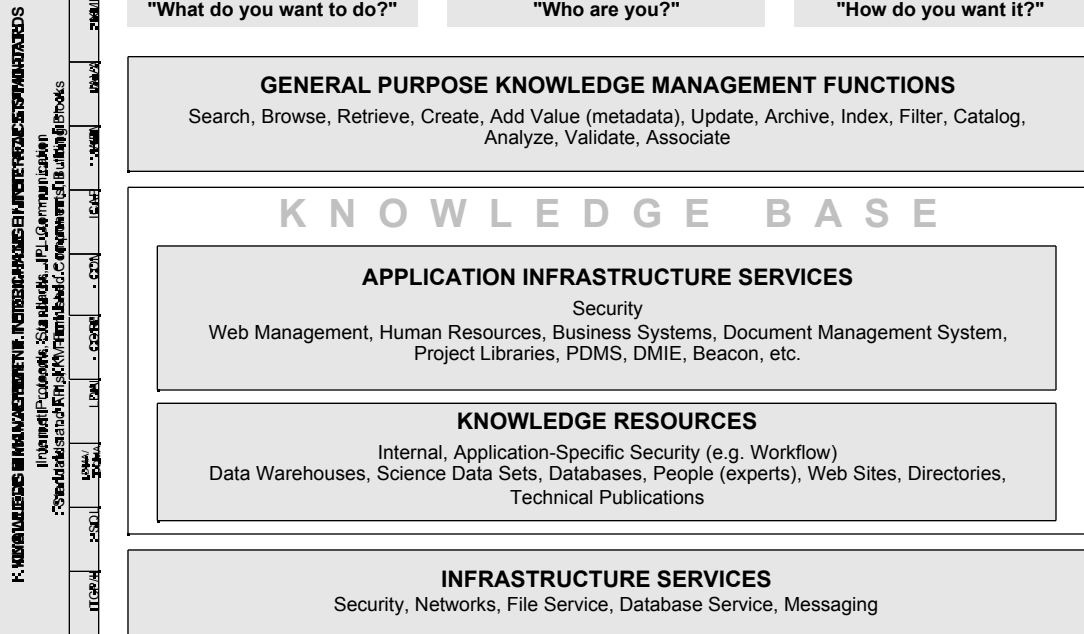 "What do you want to do?"
"Who are you?"
"How do you want it?"
GENERAL PURPOSE KNOWLEDGE MANAGEMENT FUNCTIONS
Search, Browse, Retrieve, Create, Add Value (metadata), Update, Archive, Index, Filter, Catalog,
Analyze, Validate, Associate
KNOWLEDGE BASE
APPLICATION INFRASTRUCTURE SERVICES
Security
Web Management, Human Resources, Business Systems, Document Management System,
Project Libraries, PDMS, DMIE, Beacon, etc.
KNOWLEDGE RESOURCES
Internal, Application-Specific Security (e.g. Workflow)
Data Warehouses, Science Data Sets, Databases, People (experts), Web Sites, Directories,
Technical Publications
INFRASTRUCTURE SERVICES
Security, Networks, File Service, Database Service, Messaging